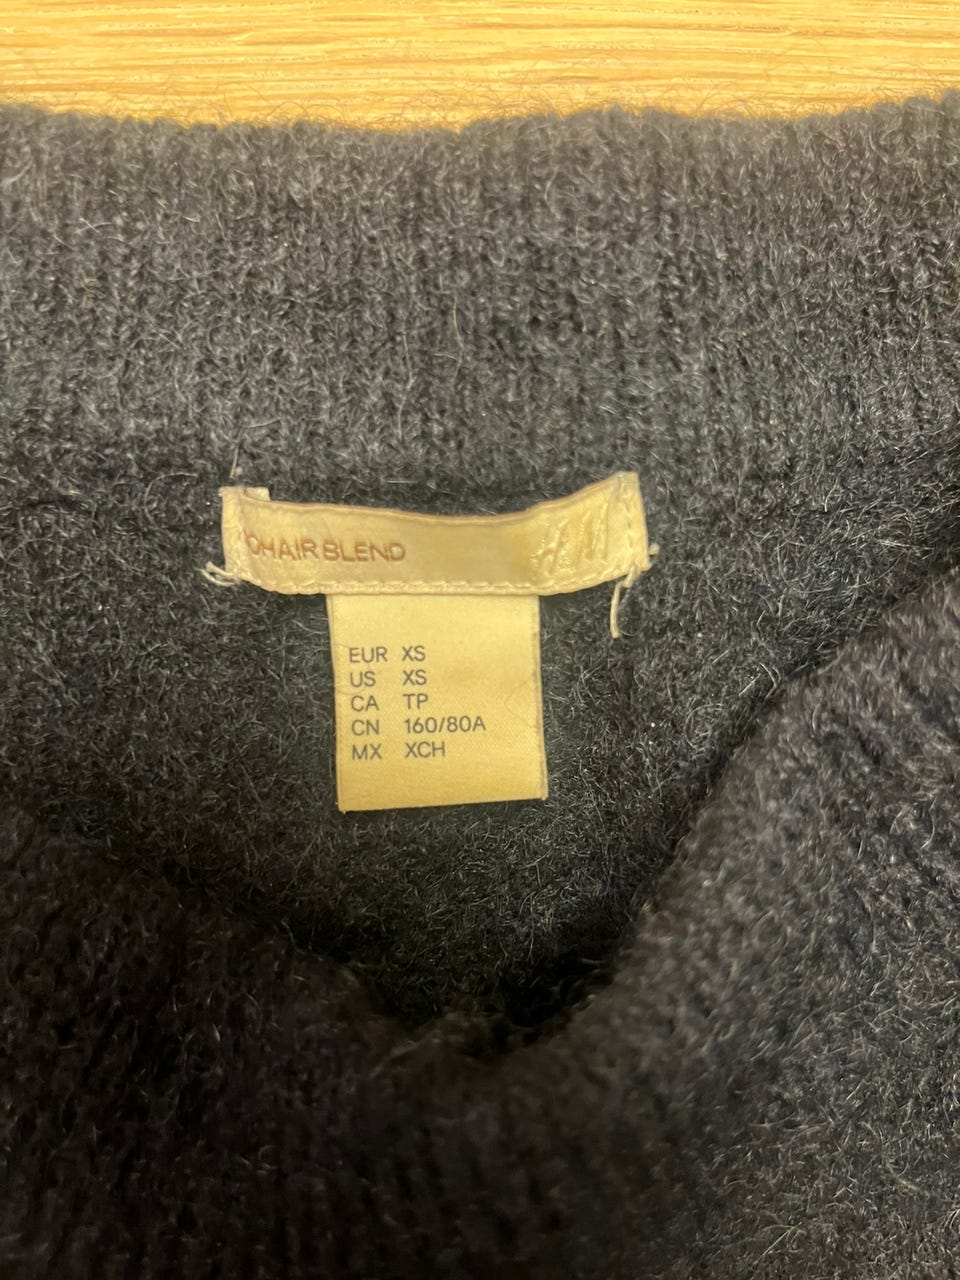 OHAIR BLEND H&M
EUR XS
US XS
CA TP
CN 160/80A
MX XCH